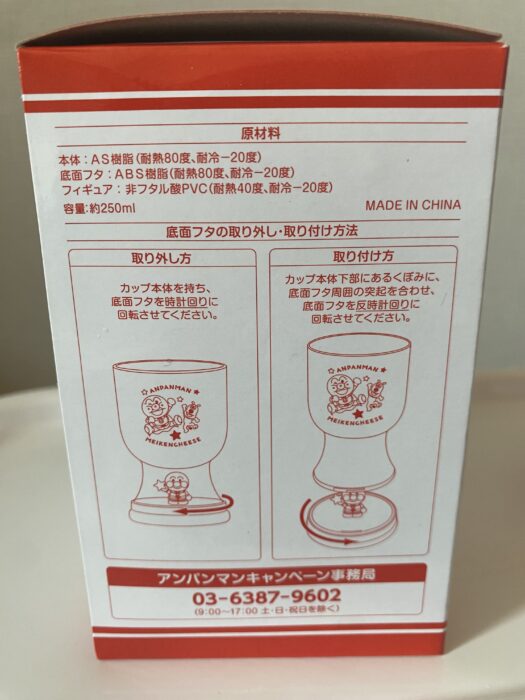 原材料
本体：AS樹脂（耐熱80度、耐冷−20度）
底面フタ：ABS樹脂（耐熱80度、耐冷−20度）
フィギュア：非フタル酸PVC（耐熱40度、耐冷−20度）
容量：約250ml
MADE IN CHINA
底面フタの取り外し・取り付け方法
取り外し方
カップ本体を持ち、
底面フタを時計回りに
回転させてください。
ANPANMAN
MEIKENCHEESE
取り付け方
カップ本体下部にあるくぼみに、
底面フタ周囲の突起を合わせ、
底面フタを反時計回りに
回転させてください。
ANPANMAN
MEIKENCHEESE
アンパンマンキャンペーン事務局
03-6387-9602
（9：00〜17：00 土・日・祝日を除く）